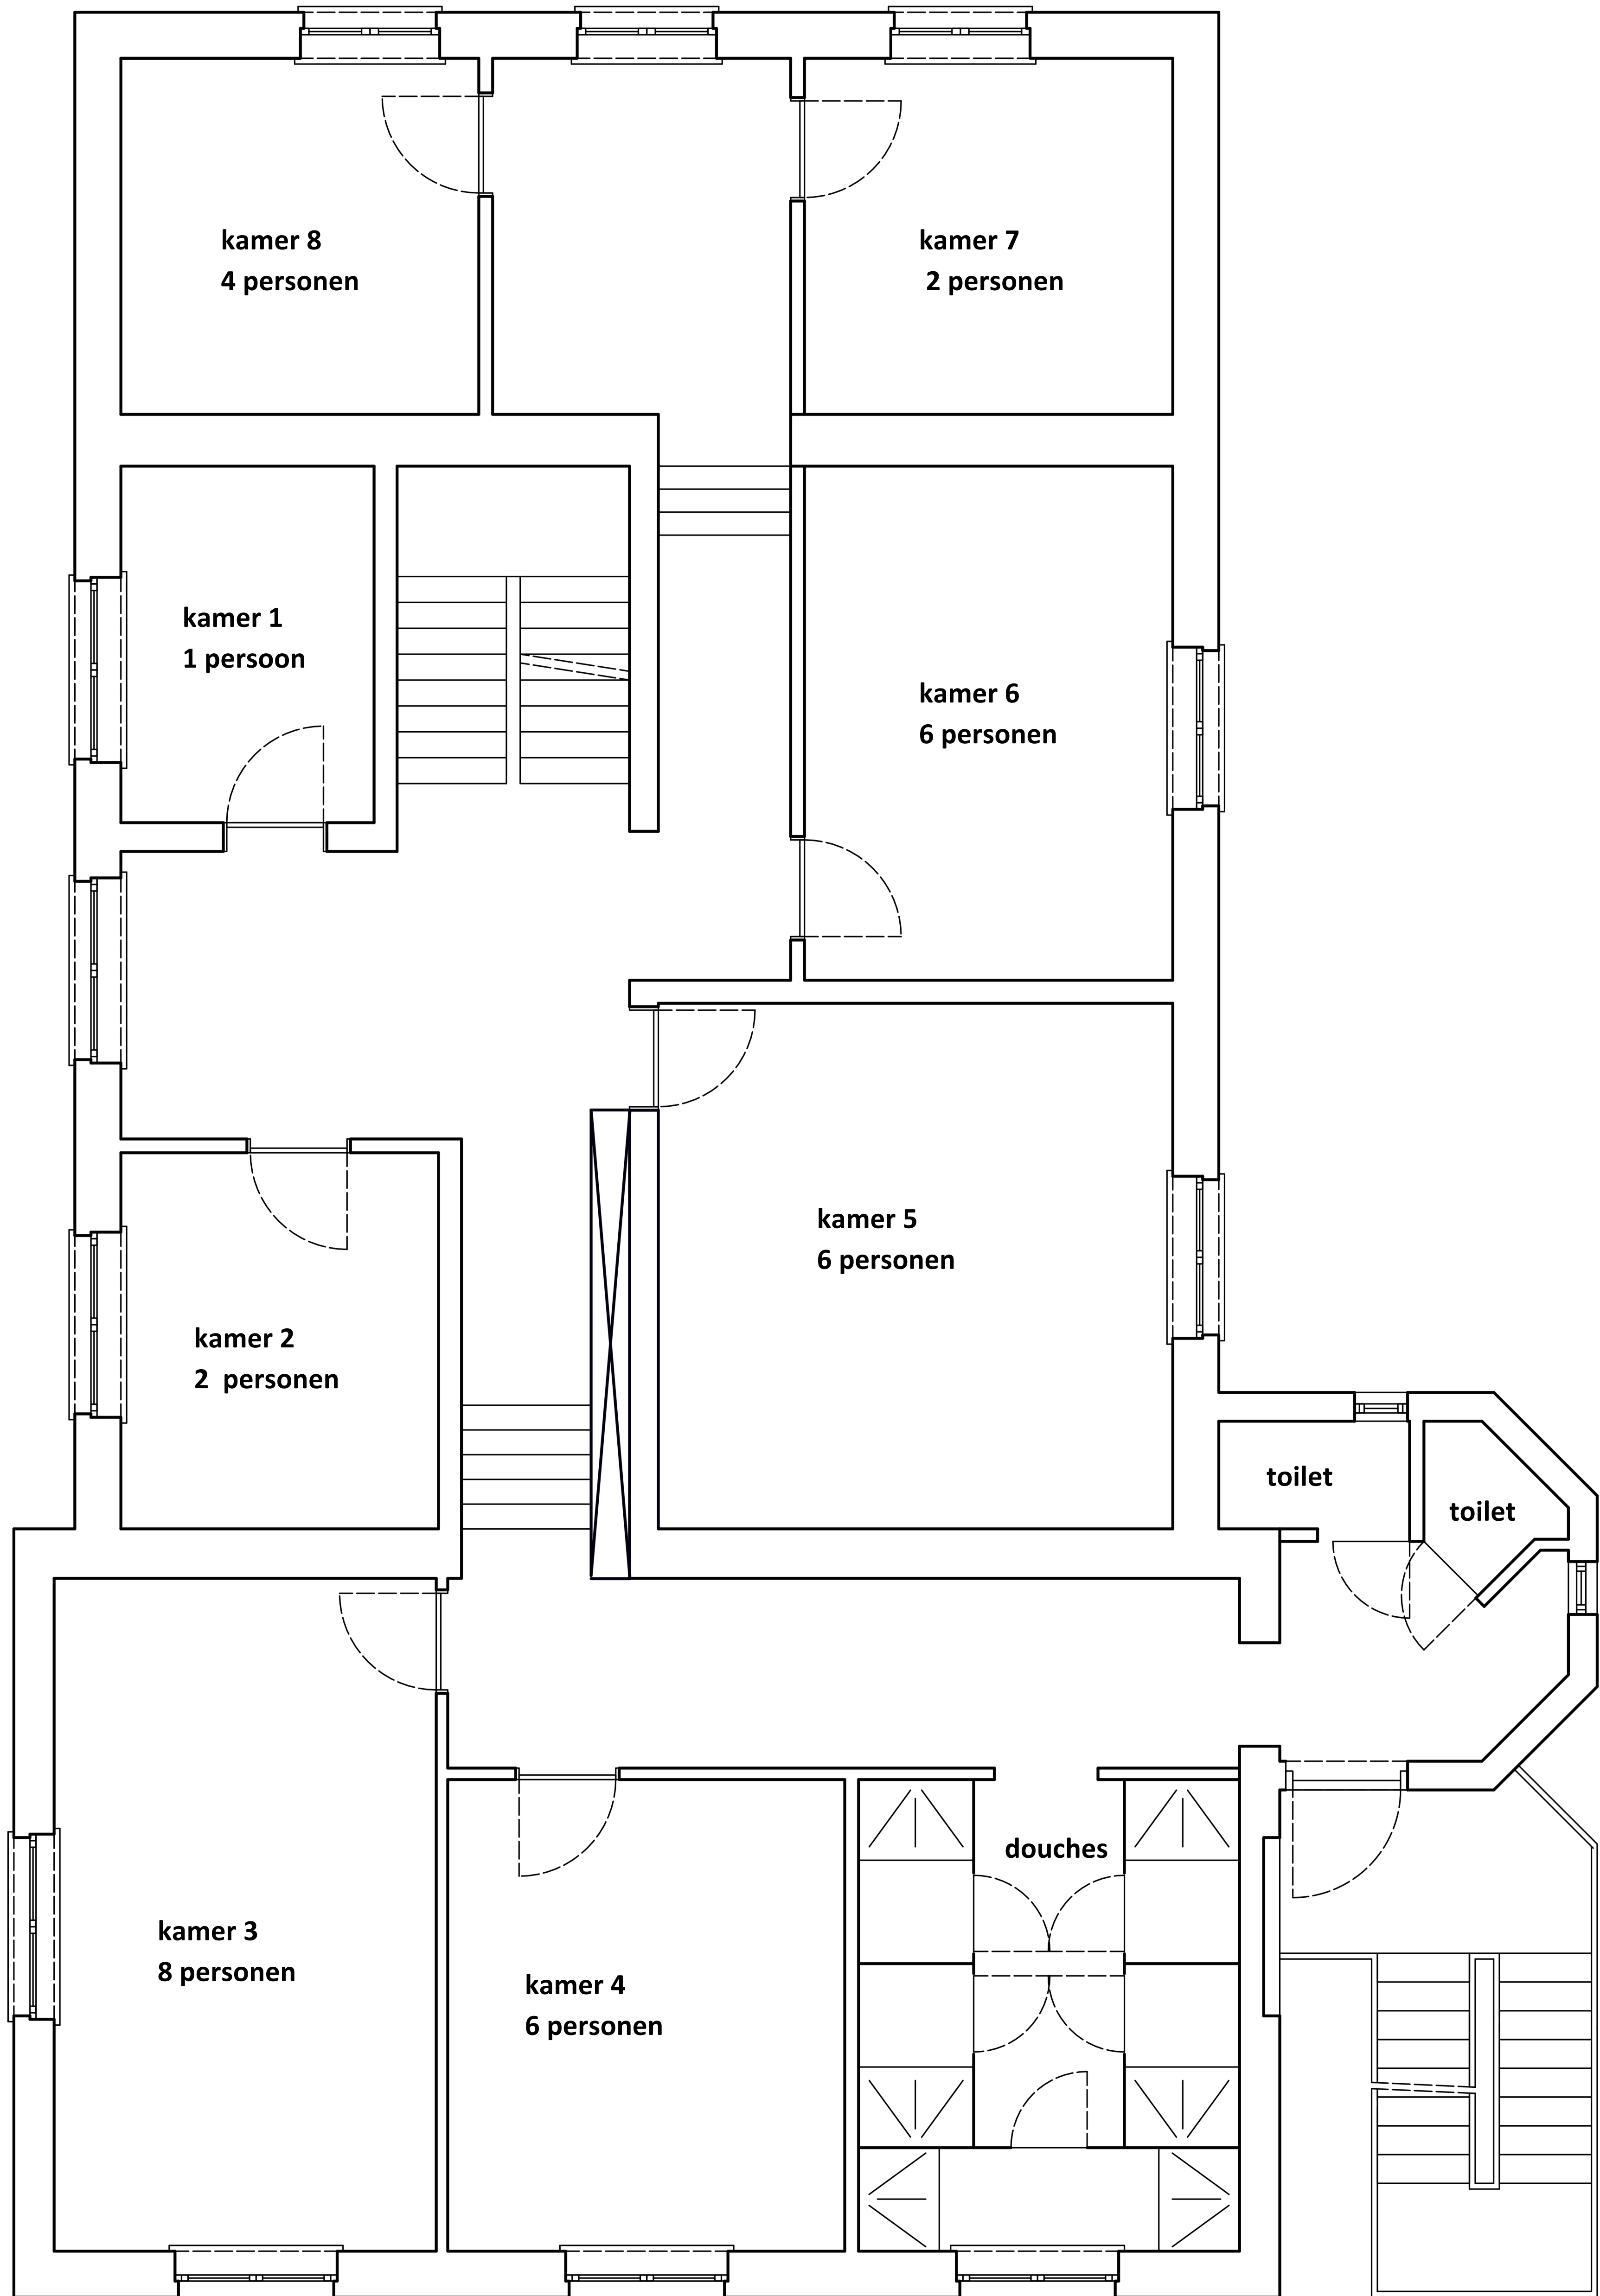 kamer 8
4 personen
kamer 7
2 personen
kamer 1
1 persoon
kamer 6
6 personen
kamer 5
6 personen
kamer 2
2 personen
toilet
toilet
douches
kamer 3
8 personen
kamer 4
6 personen